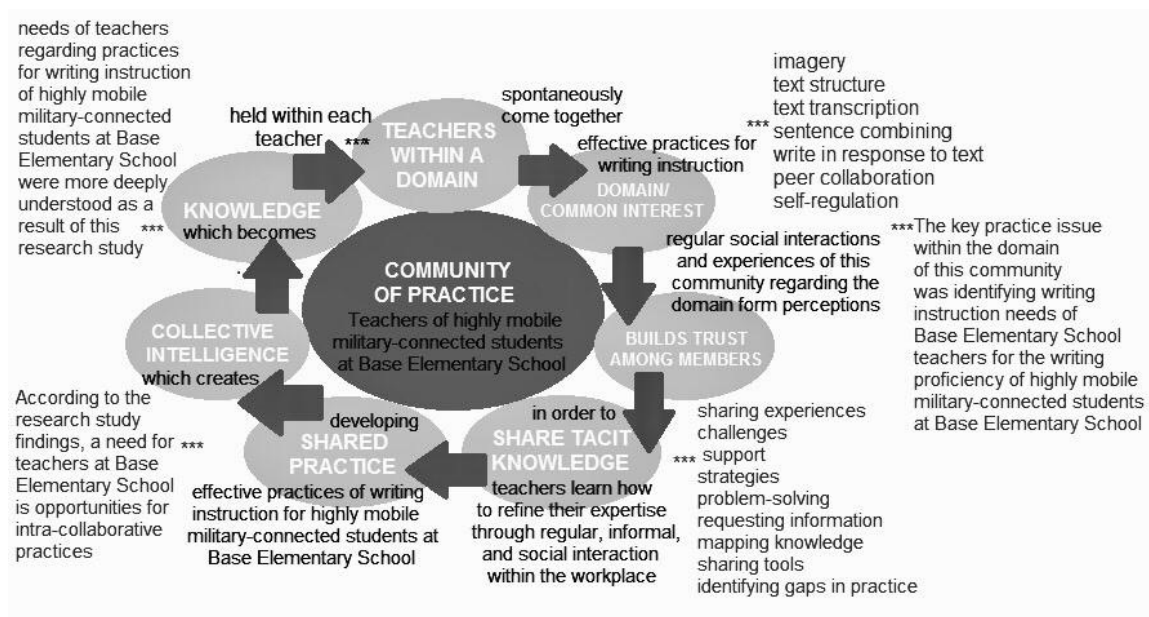 needs of teachers
regarding practices
for writing instruction
of highly mobile
military-connected
students at Base
Elementary School
were more deeply
understood as a
result of this ***
research study
held within each
teacher ***
TEACHERS
WITHIN A
DOMAIN
spontaneously
come together
effective practices for
writing instruction
DOMAIN/
COMMON INTEREST
***
imagery
text structure
text transcription
sentence combining
write in response to text
peer collaboration
self-regulation
regular social interactions
and experiences of this
community regarding the
domain form perceptions
***The key practice issue
within the domain
of this community
was identifying writing
instruction needs of
Base Elementary School
teachers for the writing
proficiency of highly mobile
military-connected students
at Base Elementary School
BUILDS TRUST
AMONG MEMBERS
in order to
SHARE TACIT
KNOWLEDGE
teachers learn how
to refine their expertise
through regular, informal,
and social interaction
within the workplace
***
sharing experiences
challenges
support
strategies
problem-solving
requesting information
mapping knowledge
sharing tools
identifying gaps in practice
developing
SHARED
PRACTICE
effective practices of writing
instruction for highly mobile
military-connected students at
Base Elementary School
COLLECTIVE
INTELLIGENCE
which creates
According to the
research study
findings, a need for
teachers at Base ***
Elementary School
is opportunities for
intra-collaborative
practices
KNOWLEDGE
which becomes
COMMUNITY
OF PRACTICE
Teachers of highly mobile
military-connected students
at Base Elementary School